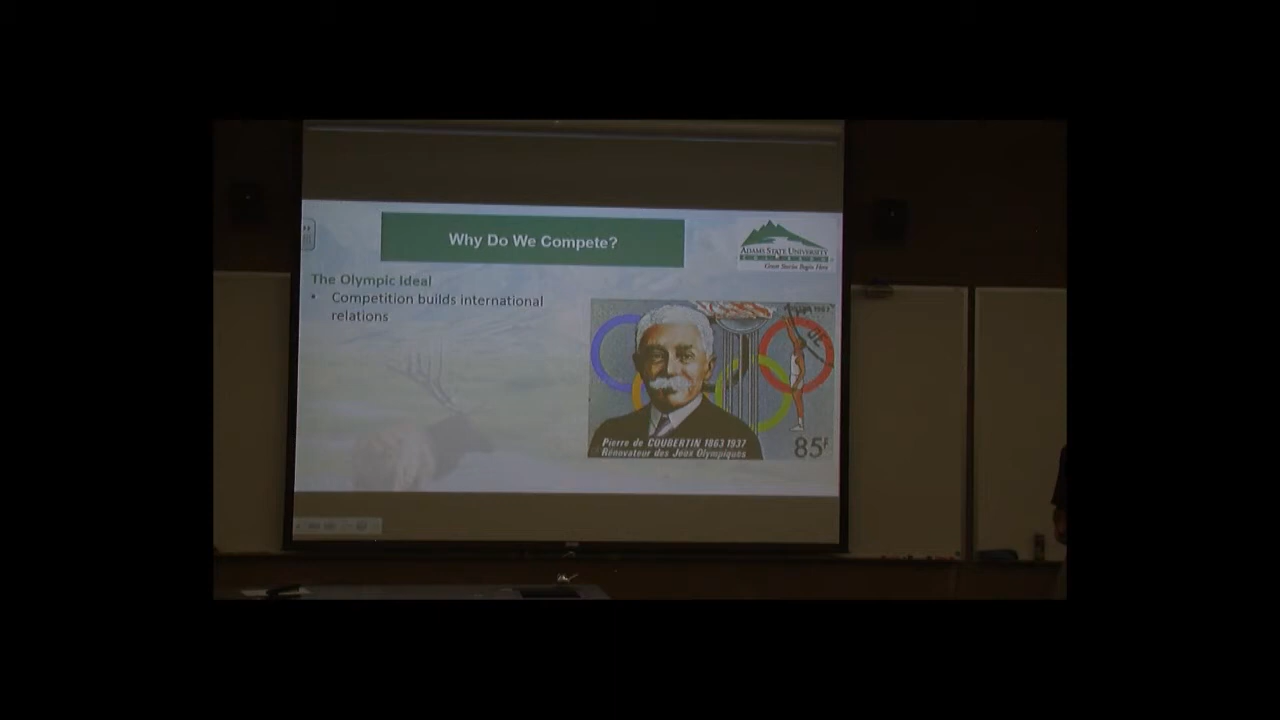 Why Do We Compete?
ADAMS STATE UNIVERSITY
COLORADO
Great Stories Begin Here
The Olympic Ideal
• Competition builds international
relations
Pierre de COUBERTIN 1863 1937
Rénovateur des Jeux Olympiques
85F